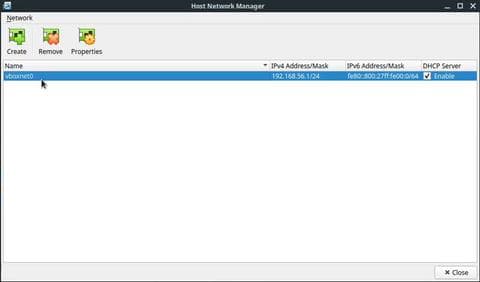 Host Network Manager
Network
Create Remove Properties
Name IPv4 Address/Mask IPv6 Address/Mask DHCP Server
vboxnet0 192.168.56.1/24 fe80::800:27ff:fe00:0/64 Enable
Close